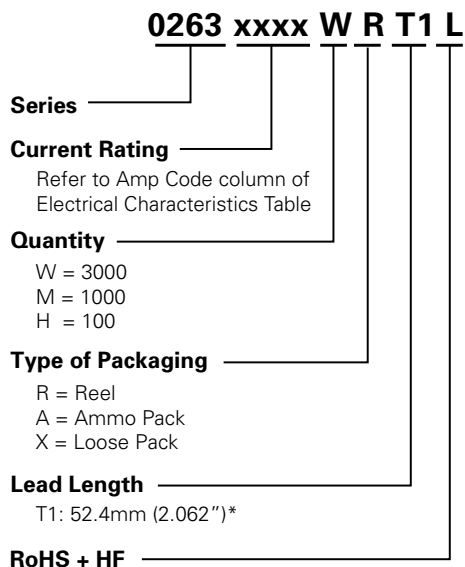 0263 xxxx W R T1 L
Series
Current Rating
Refer to Amp Code column of
Electrical Characteristics Table
Quantity
W = 3000
M = 1000
H = 100
Type of Packaging
R = Reel
A = Ammo Pack
X = Loose Pack
Lead Length
T1: 52.4mm (2.062”)*
RoHS + HF